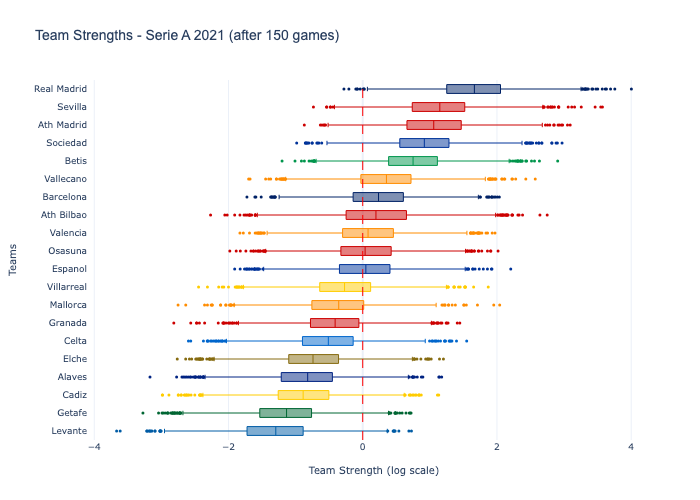 Team Strengths - Serie A 2021 (after 150 games)
Real Madrid
Sevilla
Ath Madrid
Sociedad
Betis
Vallecano
Barcelona
Ath Bilbao
Valencia
Osasuna
Espanol
Villarreal
Mallorca
Granada
Celta
Elche
Alaves
Cadiz
Getafe
Levante
Teams
−4
−2
0
2
4
Team Strength (log scale)